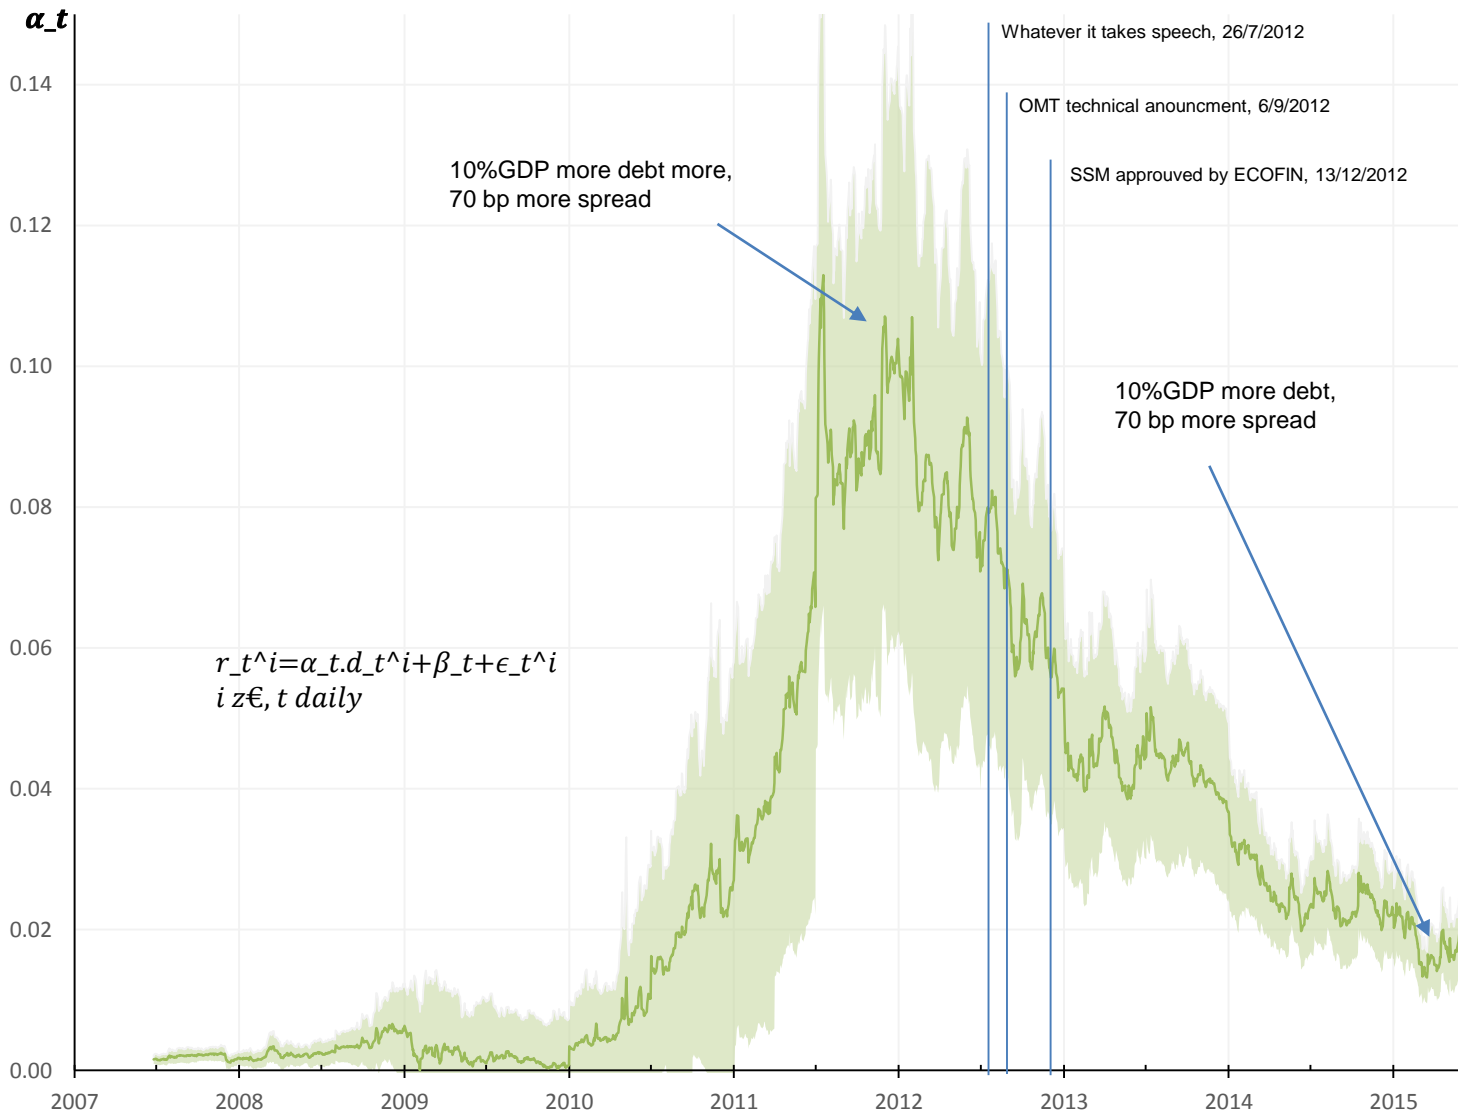 α_t
Whatever it takes speech, 26/7/2012
0.14
OMT technical anouncment, 6/9/2012
10%GDP more debt more,
70 bp more spread
SSM approuved by ECOFIN, 13/12/2012
0.12
0.10
10%GDP more debt,
70 bp more spread
0.08
0.06
r_t^i=α_t.d_t^i+β_t+ϵ_t^i
i z€, t daily
0.04
0.02
0.00
2007 2008 2009 2010 2011 2012 2013 2014 2015